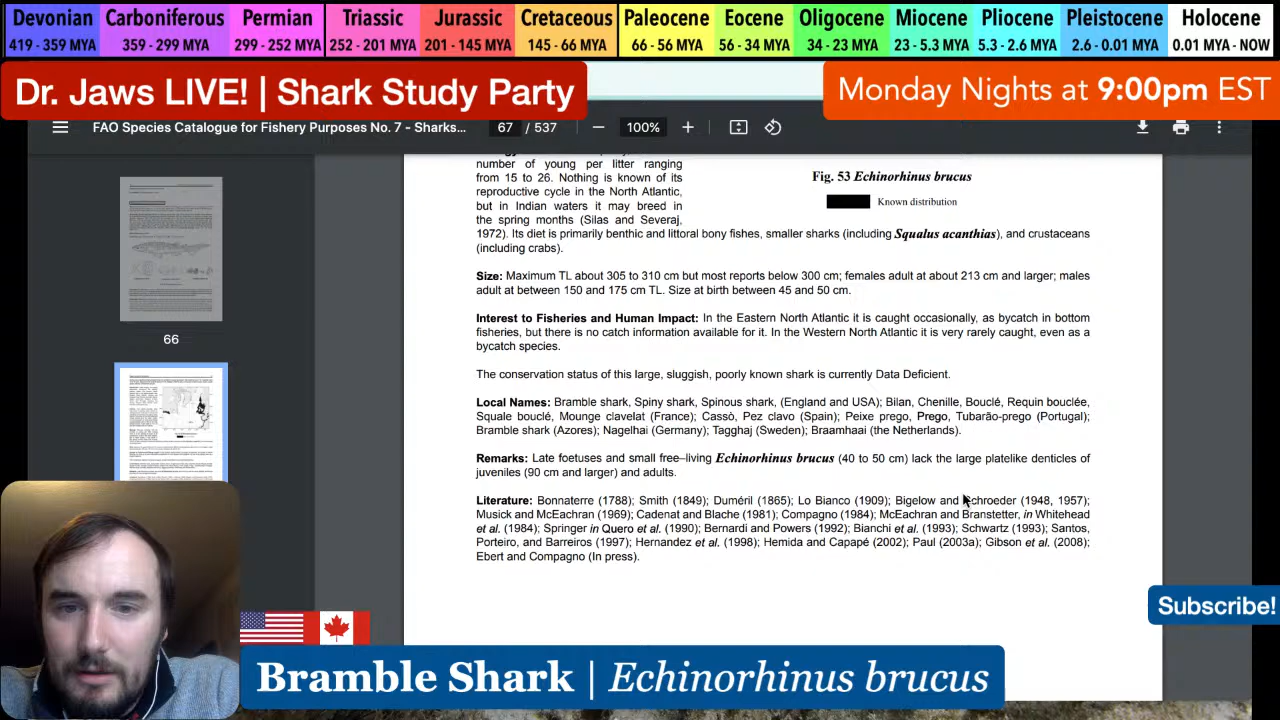 Devonian Carboniferous Permian Triassic Jurassic Cretaceous Paleocene Eocene Oligocene Miocene Pliocene Pleistocene Holocene
419 - 359 MYA 359 - 299 MYA 299 - 252 MYA 252 - 201 MYA 201 - 145 MYA 145 - 66 MYA 66 - 56 MYA 56 - 34 MYA 34 - 23 MYA 23 - 5.3 MYA 5.3 - 2.6 MYA 2.6 - 0.01 MYA 0.01 MYA - NOW
Dr. Jaws LIVE! | Shark Study Party
Monday Nights at 9:00pm EST
FAO Species Catalogue for Fishery Purposes No. 7 - Sharks... 67 / 537 100%
number of young per litter ranging
from 15 to 26. Nothing is known of its
reproductive cycle in the North Atlantic,
but in Indian waters it may breed in
the spring months (Silas and Severaj,
1972). Its diet is primarily benthic and littoral bony fishes, smaller sharks (including Squalus acanthias), and crustaceans
(including crabs).
Fig. 53 Echinorhinus brucus
Known distribution
Size: Maximum TL about 305 to 310 cm but most reports below 300 cm; females adult at about 213 cm and larger; males
adult at between 150 and 175 cm TL. Size at birth between 45 and 50 cm.
Interest to Fisheries and Human Impact: In the Eastern North Atlantic it is caught occasionally, as bycatch in bottom
fisheries, but there is no catch information available for it. In the Western North Atlantic it is very rarely caught, even as a
bycatch species.
The conservation status of this large, sluggish, poorly known shark is currently Data Deficient.
Local Names: Bramble shark, Spiny shark, Spinous shark, (England and USA); Bilan, Chenille, Bouclé, Requin bouclée,
Squale bouclé, Mounge clavelat (France); Cassò, Pez clavo (Spain); Peixe prego, Prego, Tubarão-prego (Portugal);
Bramble shark (Azores); Nagelhai (Germany); Tagghaj (Sweden); Braamhaai (the Netherlands).
Remarks: Late foetuses and small free–living Echinorhinus brucus (40 to 50 cm) lack the large platelike denticles of
juveniles (90 cm and larger) and adults.
Literature: Bonnaterre (1788); Smith (1849); Duméril (1865); Lo Bianco (1909); Bigelow and Schroeder (1948, 1957);
Musick and McEachran (1969); Cadenat and Blache (1981); Compagno (1984); McEachran and Branstetter, in Whitehead
et al. (1984); Springer in Quero et al. (1990); Bernardi and Powers (1992); Bianchi et al. (1993); Schwartz (1993); Santos,
Porteiro, and Barreiros (1997); Hernandez et al. (1998); Hemida and Capapé (2002); Paul (2003a); Gibson et al. (2008);
Ebert and Compagno (In press).
66
Subscribe!
Bramble Shark | Echinorhinus brucus